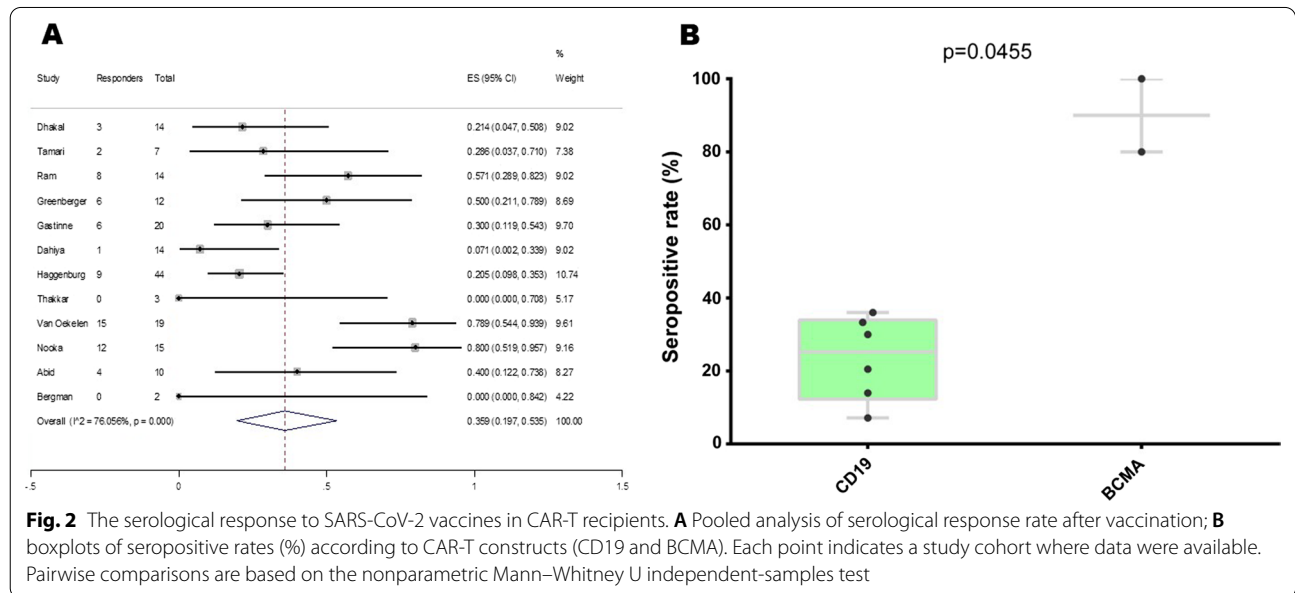 A
%
Study Responders Total ES (95% CI) Weight
Dhakal 3 14 0.214 (0.047, 0.508) 9.02
Tamari 2 7 0.286 (0.037, 0.710) 7.38
Ram 8 14 0.571 (0.289, 0.823) 9.02
Greenberger 6 12 0.500 (0.211, 0.789) 8.69
Gastinne 6 20 0.300 (0.119, 0.543) 9.70
Dahiya 1 14 0.071 (0.002, 0.339) 9.02
Haggenburg 9 44 0.205 (0.098, 0.353) 10.74
Thakkar 0 3 0.000 (0.000, 0.708) 5.17
Van Oekelen 15 19 0.789 (0.544, 0.939) 9.61
Nooka 12 15 0.800 (0.519, 0.957) 9.16
Abid 4 10 0.400 (0.122, 0.738) 8.27
Bergman 0 2 0.000 (0.000, 0.842) 4.22
Overall (I^2 = 76.056%, p = 0.000) 0.359 (0.197, 0.535) 100.00
-.5 0 .5 1 1.5
B
p=0.0455
Seropositive rate (%)
100
80
60
40
20
0
CD19
BCMA
Fig. 2 The serological response to SARS-CoV-2 vaccines in CAR-T recipients. A Pooled analysis of serological response rate after vaccination; B
boxplots of seropositive rates (%) according to CAR-T constructs (CD19 and BCMA). Each point indicates a study cohort where data were available.
Pairwise comparisons are based on the nonparametric Mann–Whitney U independent-samples test